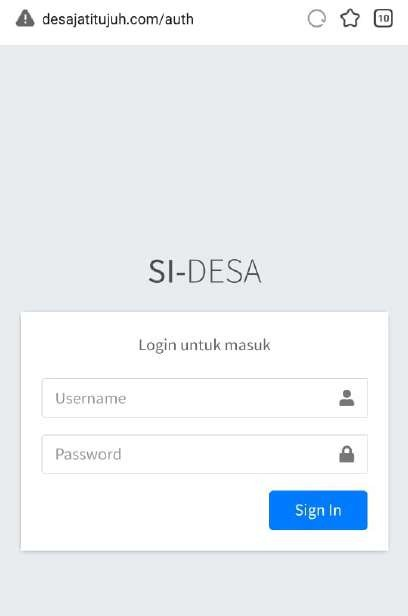 desajatitujuh.com/auth
10
SI-DESA
Login untuk masuk
Username
Password
Sign In